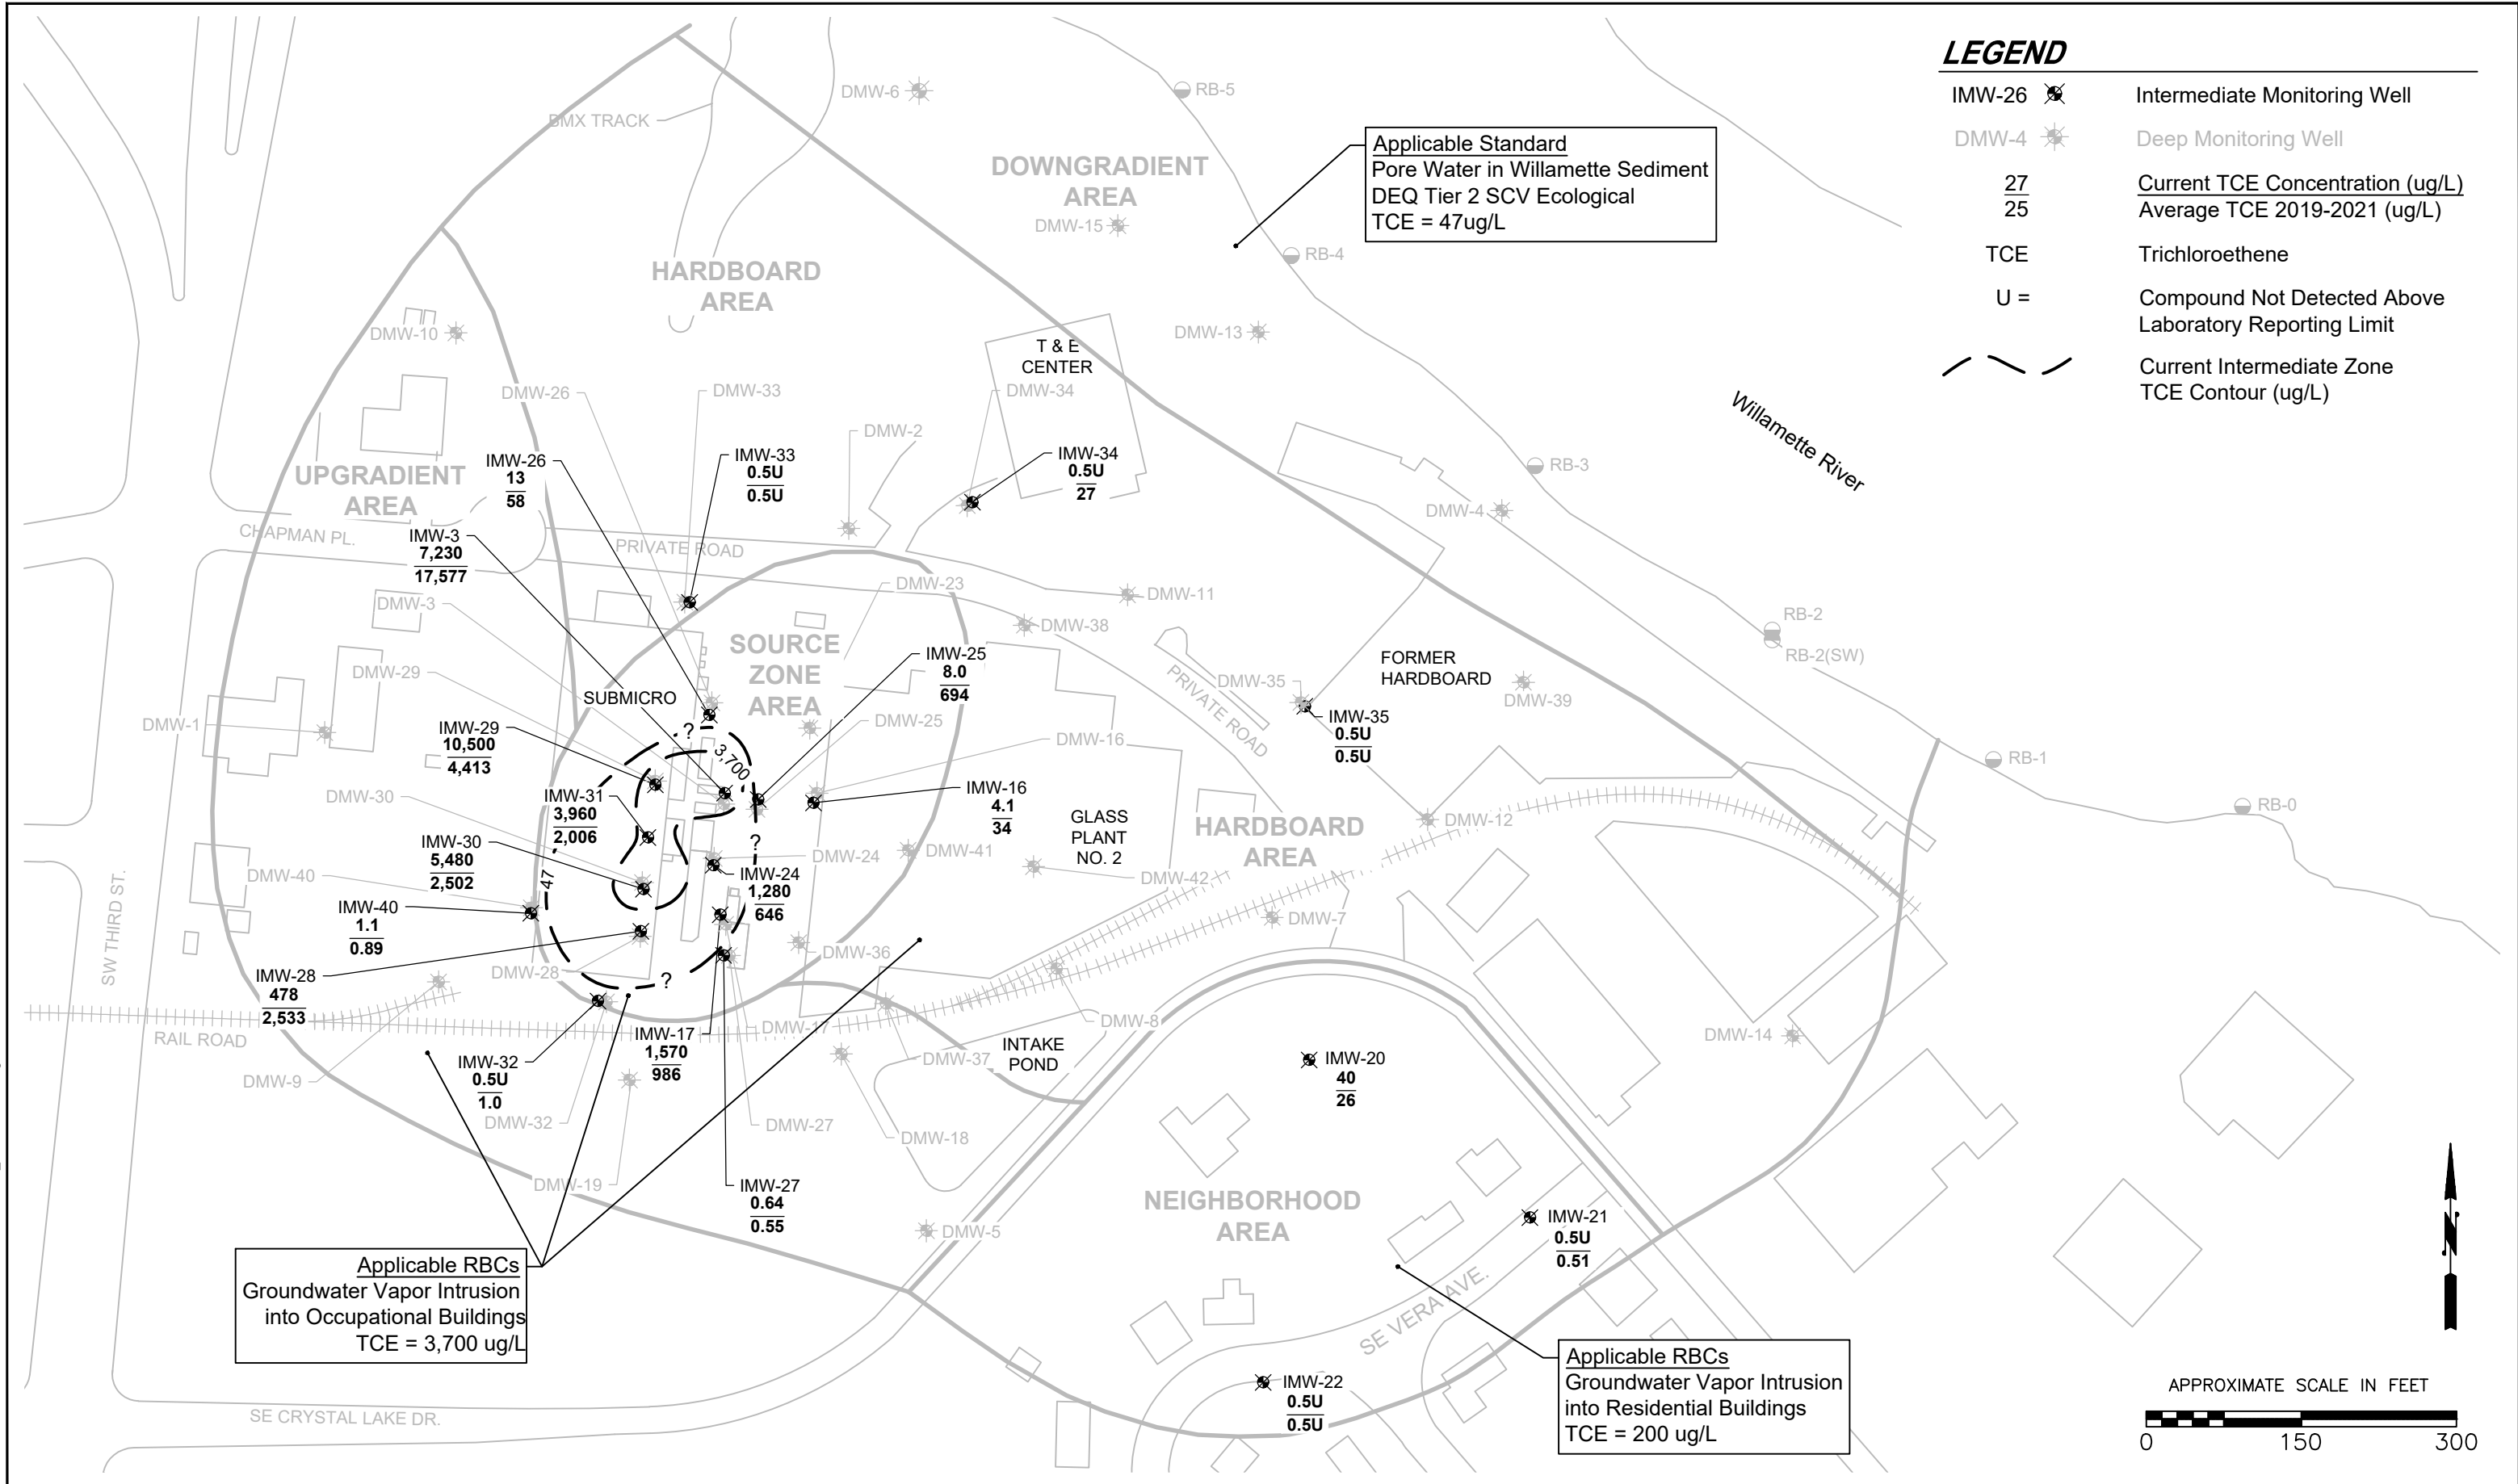 LEGEND
IMW-26
Intermediate Monitoring Well
DMW-4
Deep Monitoring Well
27
Current TCE Concentration (ug/L)
25
Average TCE 2019-2021 (ug/L)
TCE
Trichloroethene
U =
Compound Not Detected Above
Laboratory Reporting Limit
Current Intermediate Zone
TCE Contour (ug/L)
DMW-6
RB-5
BMX TRACK
Applicable Standard
Pore Water in Willamette Sediment
DEQ Tier 2 SCV Ecological
TCE = 47ug/L
DOWNGRADIENT
AREA
DMW-15
RB-4
HARDBOARD
AREA
DMW-10
DMW-13
T & E
CENTER
DMW-26
DMW-33
DMW-34
DMW-2
Willamette River
UPGRADIENT
AREA
IMW-26
13
58
IMW-33
0.5U
0.5U
IMW-34
0.5U
27
RB-3
DMW-4
CHAPMAN PL.
IMW-3
7,230
17,577
PRIVATE ROAD
DMW-3
DMW-23
DMW-11
DMW-38
RB-2
RB-2(SW)
SOURCE
ZONE
AREA
DMW-29
SUBMICRO
IMW-25
8.0
694
PRIVATE ROAD
DMW-35
FORMER
HARDBOARD
DMW-39
IMW-35
0.5U
0.5U
DMW-1
IMW-29
10,500
4,413
?
3,700
DMW-25
DMW-16
RB-1
DMW-30
IMW-31
3,960
2,006
IMW-16
4.1
34
GLASS
PLANT
NO. 2
HARDBOARD
AREA
DMW-12
RB-0
IMW-30
5,480
2,502
?
DMW-24
DMW-41
DMW-42
DMW-40
47
IMW-24
1,280
646
IMW-40
1.1
0.89
DMW-7
SW THIRD ST.
DMW-36
IMW-28
478
2,533
DMW-28
?
RAIL ROAD
DMW-9
IMW-32
0.5U
1.0
IMW-17
1,570
986
DMW-17
DMW-37
INTAKE
POND
DMW-8
DMW-14
IMW-20
40
26
DMW-32
DMW-27
DMW-18
DMW-19
IMW-27
0.64
0.55
DMW-5
NEIGHBORHOOD
AREA
IMW-21
0.5U
0.51
N
Applicable RBCs
Groundwater Vapor Intrusion
into Occupational Buildings
TCE = 3,700 ug/L
SE VERA AVE.
Applicable RBCs
Groundwater Vapor Intrusion
into Residential Buildings
TCE = 200 ug/L
IMW-22
0.5U
0.5U
SE CRYSTAL LAKE DR.
APPROXIMATE SCALE IN FEET
0 150 300